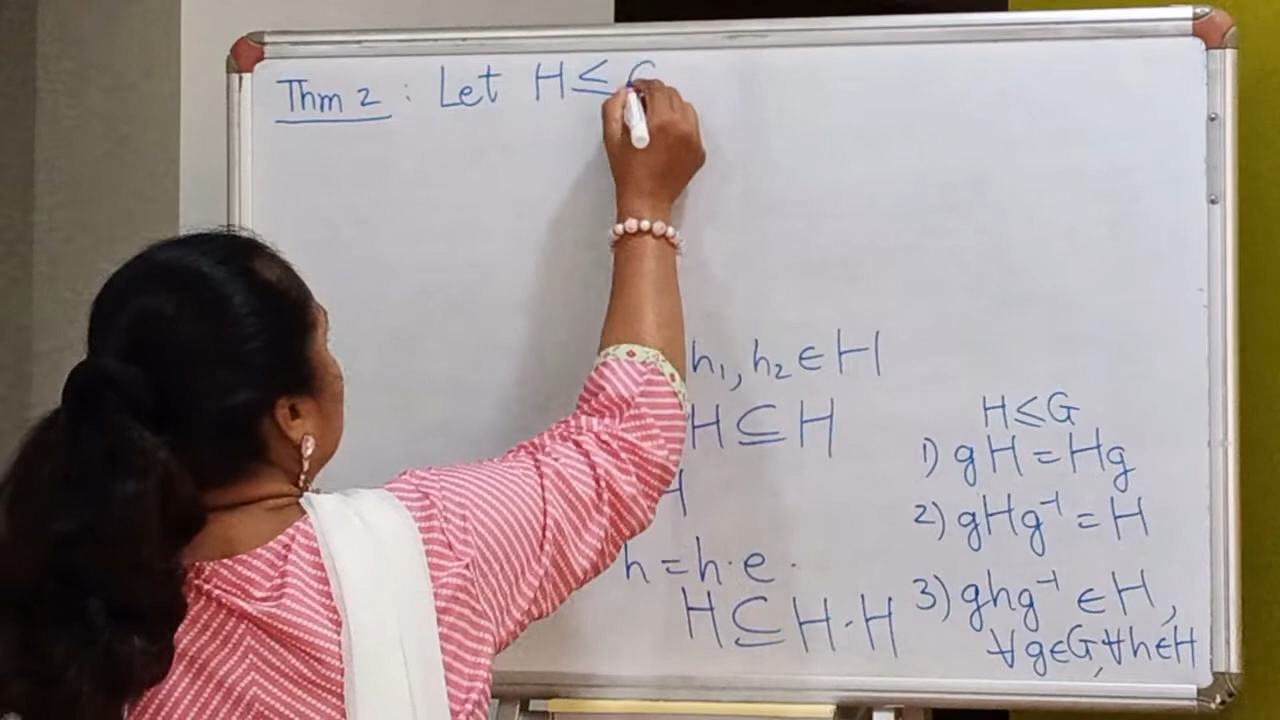 Thm 2 : Let H ≤ G
h₁, h₂ ∈ H
H ⊆ H
h = h·e.
H ⊆ H·H
H ≤ G
1) gH = Hg
2) gHg⁻¹ = H
3) ghg⁻¹ ∈ H,
∀ g∈G, ∀h∈H